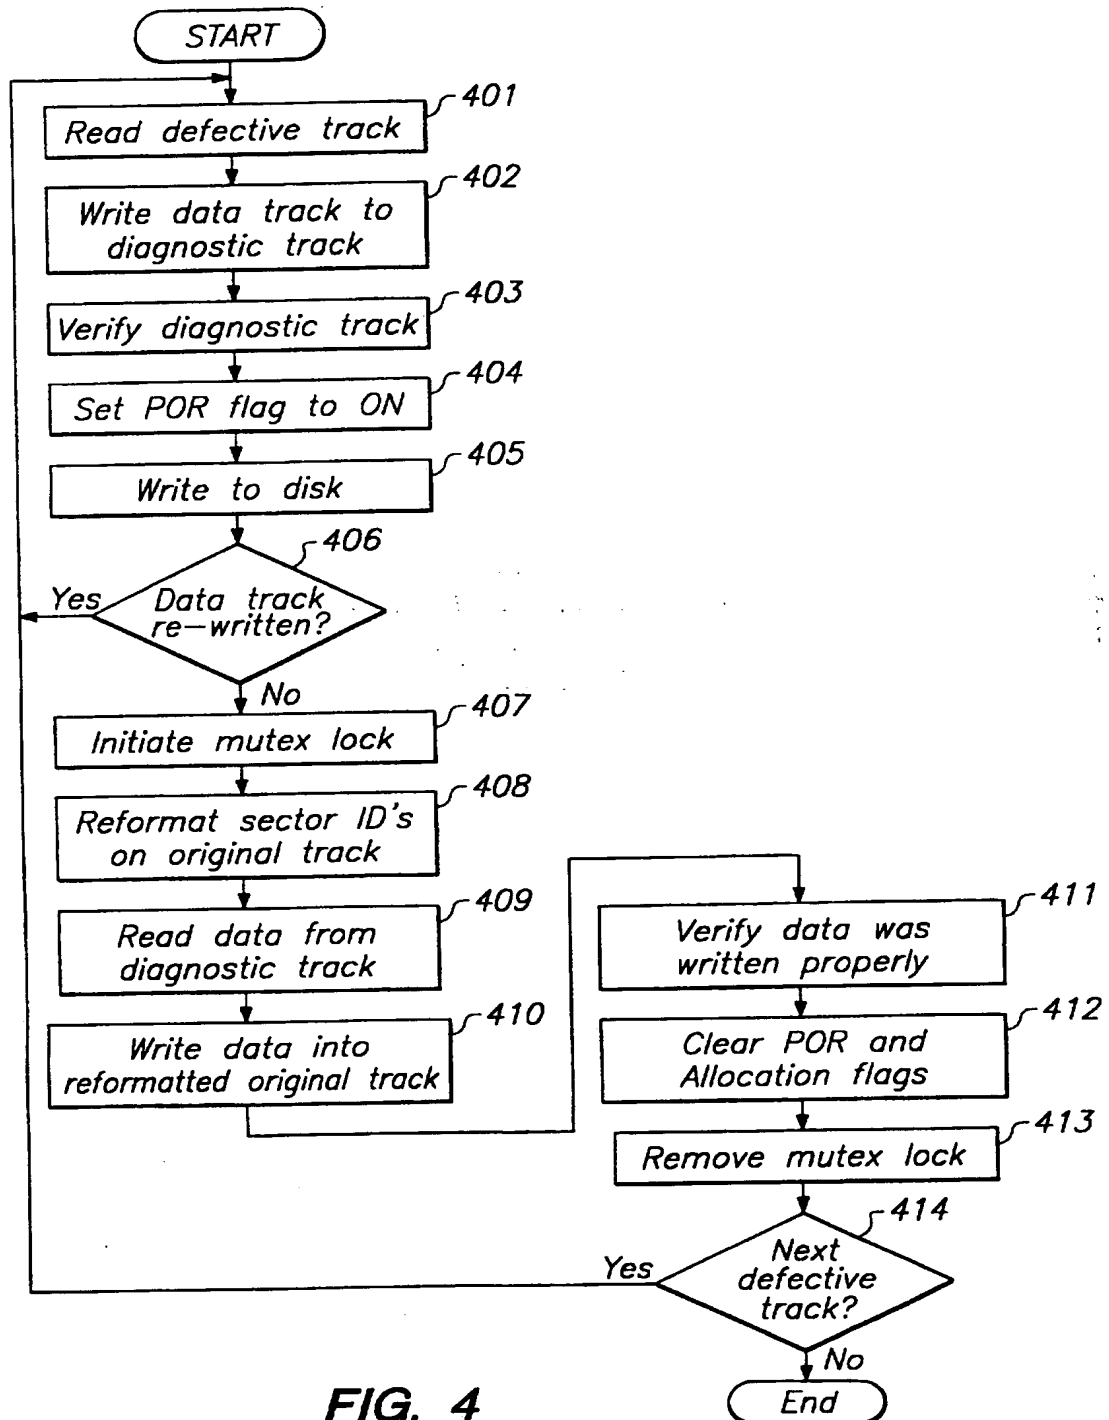 START
401
Read defective track
402
Write data track to
diagnostic track
403
Verify diagnostic track
404
Set POR flag to ON
405
Write to disk
406
Yes
Data track
re-written?
No
407
Initiate mutex lock
408
Reformat sector ID's
on original track
409
Read data from
diagnostic track
410
Write data into
reformatted original track
411
Verify data was
written properly
412
Clear POR and
Allocation flags
413
Remove mutex lock
414
Yes
Next
defective
track?
No
End
FIG. 4